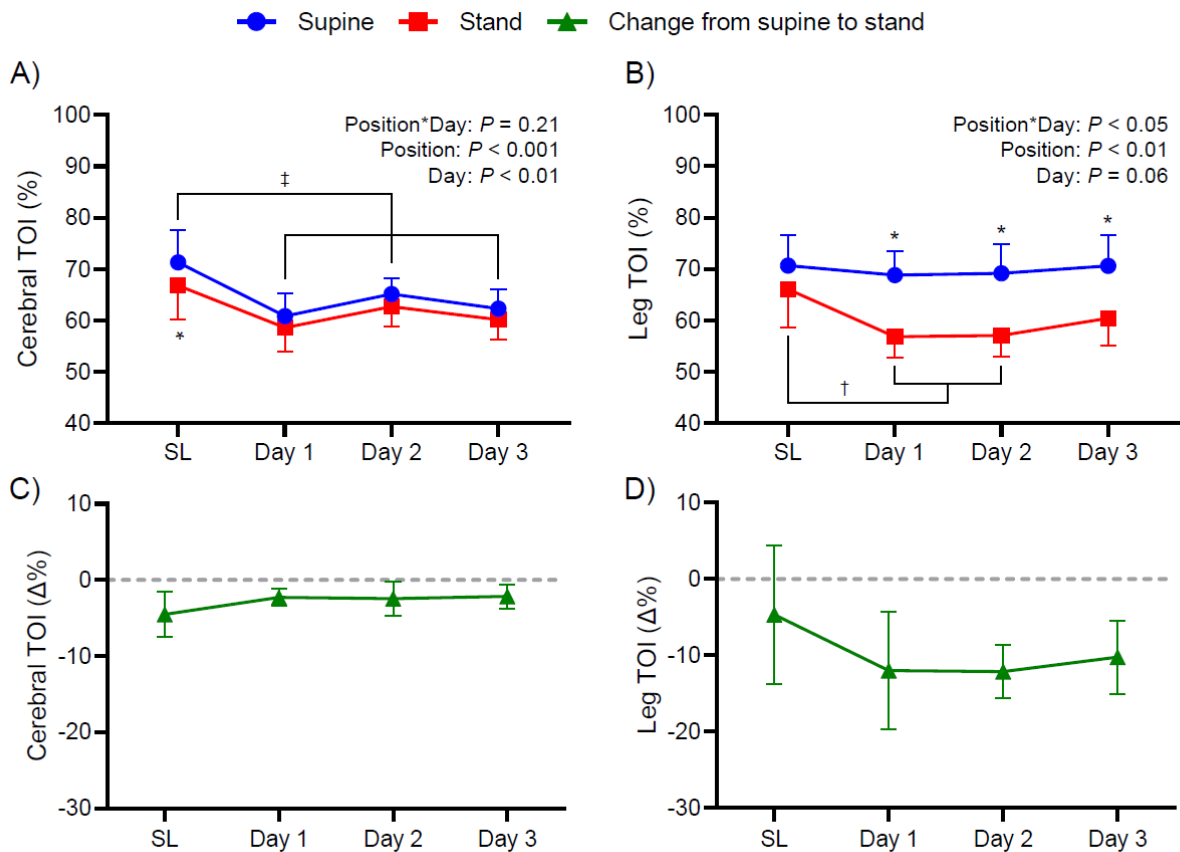 Supine Stand Change from supine to stand
A)
Cerebral TOI (%)
100
90
80
70
60
50
40
Position*Day: P = 0.21
Position: P < 0.001
Day: P < 0.01
‡
*
SL Day 1 Day 2 Day 3
B)
Leg TOI (%)
100
90
80
70
60
50
40
Position*Day: P < 0.05
Position: P < 0.01
Day: P = 0.06
* * *
†
SL Day 1 Day 2 Day 3
C)
Cerebral TOI (Δ%)
10
0
-10
-20
-30
SL Day 1 Day 2 Day 3
D)
Leg TOI (Δ%)
10
0
-10
-20
-30
SL Day 1 Day 2 Day 3